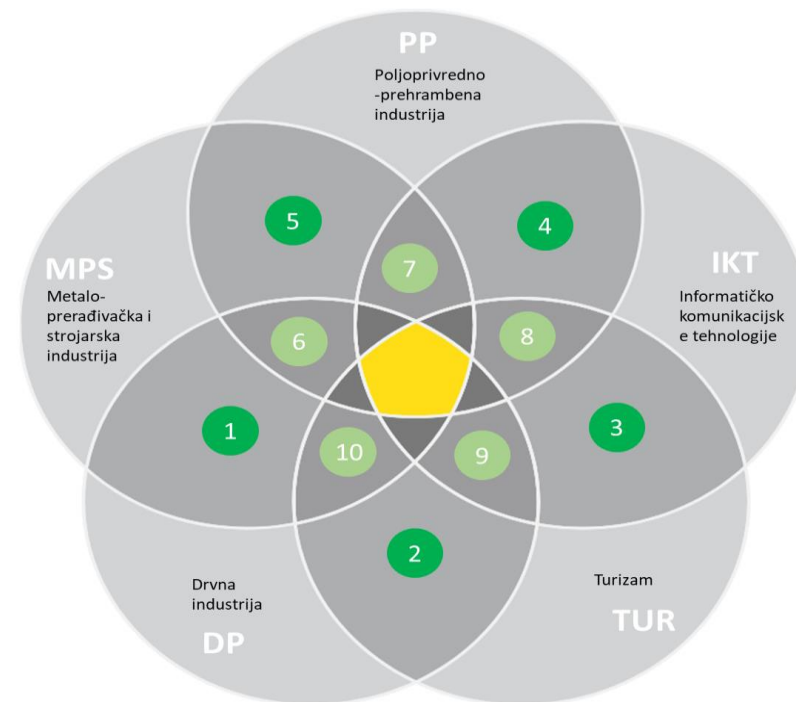 PP
Poljoprivredno
-prehrambena
industrija
5
4
7
MPS
Metalo-
prerađivačka i
strojarska
industrija
IKT
Informatičko
komunikacijsk
e tehnologije
6
8
1
3
10
9
2
Drvna
industrija
DP
Turizam
TUR